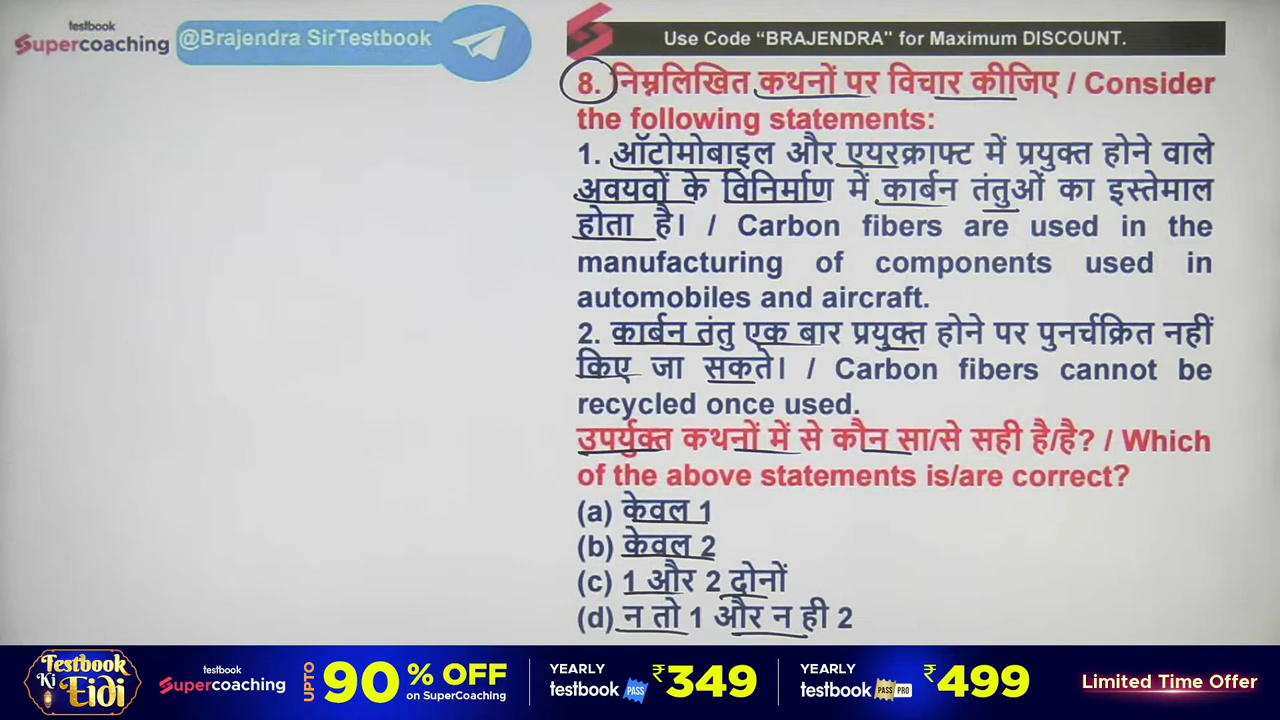 testbook
Supercoaching
@Brajendra SirTestbook
Use Code “BRAJENDRA" for Maximum DISCOUNT.
8. निम्नलिखित कथनों पर विचार कीजिए / Consider
the following statements:
1. ऑटोमोबाइल और एयरक्राफ्ट में प्रयुक्त होने वाले
अवयवों के विनिर्माण में कार्बन तंतुओं का इस्तेमाल
होता है। / Carbon fibers are used in the
manufacturing of components used in
automobiles and aircraft.
2. कार्बन तंतु एक बार प्रयुक्त होने पर पुनर्चक्रित नहीं
किए जा सकते। / Carbon fibers cannot be
recycled once used.
उपर्युक्त कथनों में से कौन सा/से सही है/है? / Which
of the above statements is/are correct?
(a) केवल 1
(b) केवल 2
(c) 1 और 2 दोनों
(d) न तो 1 और न ही 2
Testbook Ki Eidi
testbook
Supercoaching
UPTO 90% OFF
on SuperCoaching
YEARLY
testbook PASS
₹349
YEARLY
testbook PASS PRO
₹499
Limited Time Offer